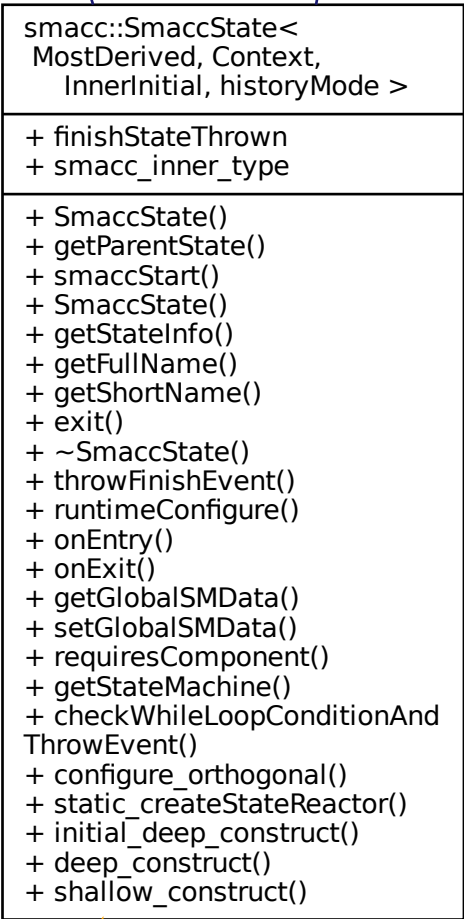 smacc::SmaccState<
MostDerived, Context,
InnerInitial, historyMode >
+ finishStateThrown
+ smacc_inner_type
+ SmaccState()
+ getParentState()
+ smaccStart()
+ SmaccState()
+ getStateInfo()
+ getFullName()
+ getShortName()
+ exit()
+ ~SmaccState()
+ throwFinishEvent()
+ runtimeConfigure()
+ onEntry()
+ onExit()
+ getGlobalSMData()
+ setGlobalSMData()
+ requiresComponent()
+ getStateMachine()
+ checkWhileLoopConditionAnd
ThrowEvent()
+ configure_orthogonal()
+ static_createStateReactor()
+ initial_deep_construct()
+ deep_construct()
+ shallow_construct()